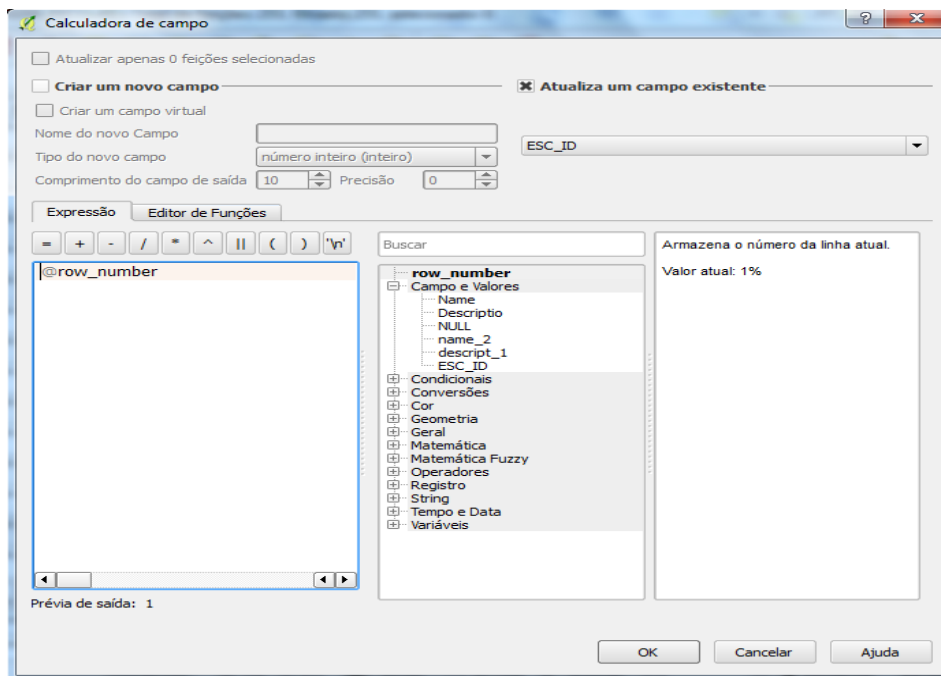 Calculadora de campo
Atualizar apenas 0 feições selecionadas
Criar um novo campo
Criar um campo virtual
Nome do novo Campo
Tipo do novo campo
número inteiro (inteiro)
Comprimento do campo de saída
10
Precisão
0
Atualiza um campo existente
ESC_ID
Expressão
Editor de Funções
= + - / * ^ || ( ) '\n'
@row_number
Prévia de saída: 1
Buscar
row_number
Campo e Valores
Name
Descriptio
NULL
name_2
descript_1
ESC_ID
Condicionais
Conversões
Cor
Geometria
Geral
Matemática
Matemática Fuzzy
Operadores
Registro
String
Tempo e Data
Variáveis
Armazena o número da linha atual.
Valor atual: 1%
OK
Cancelar
Ajuda